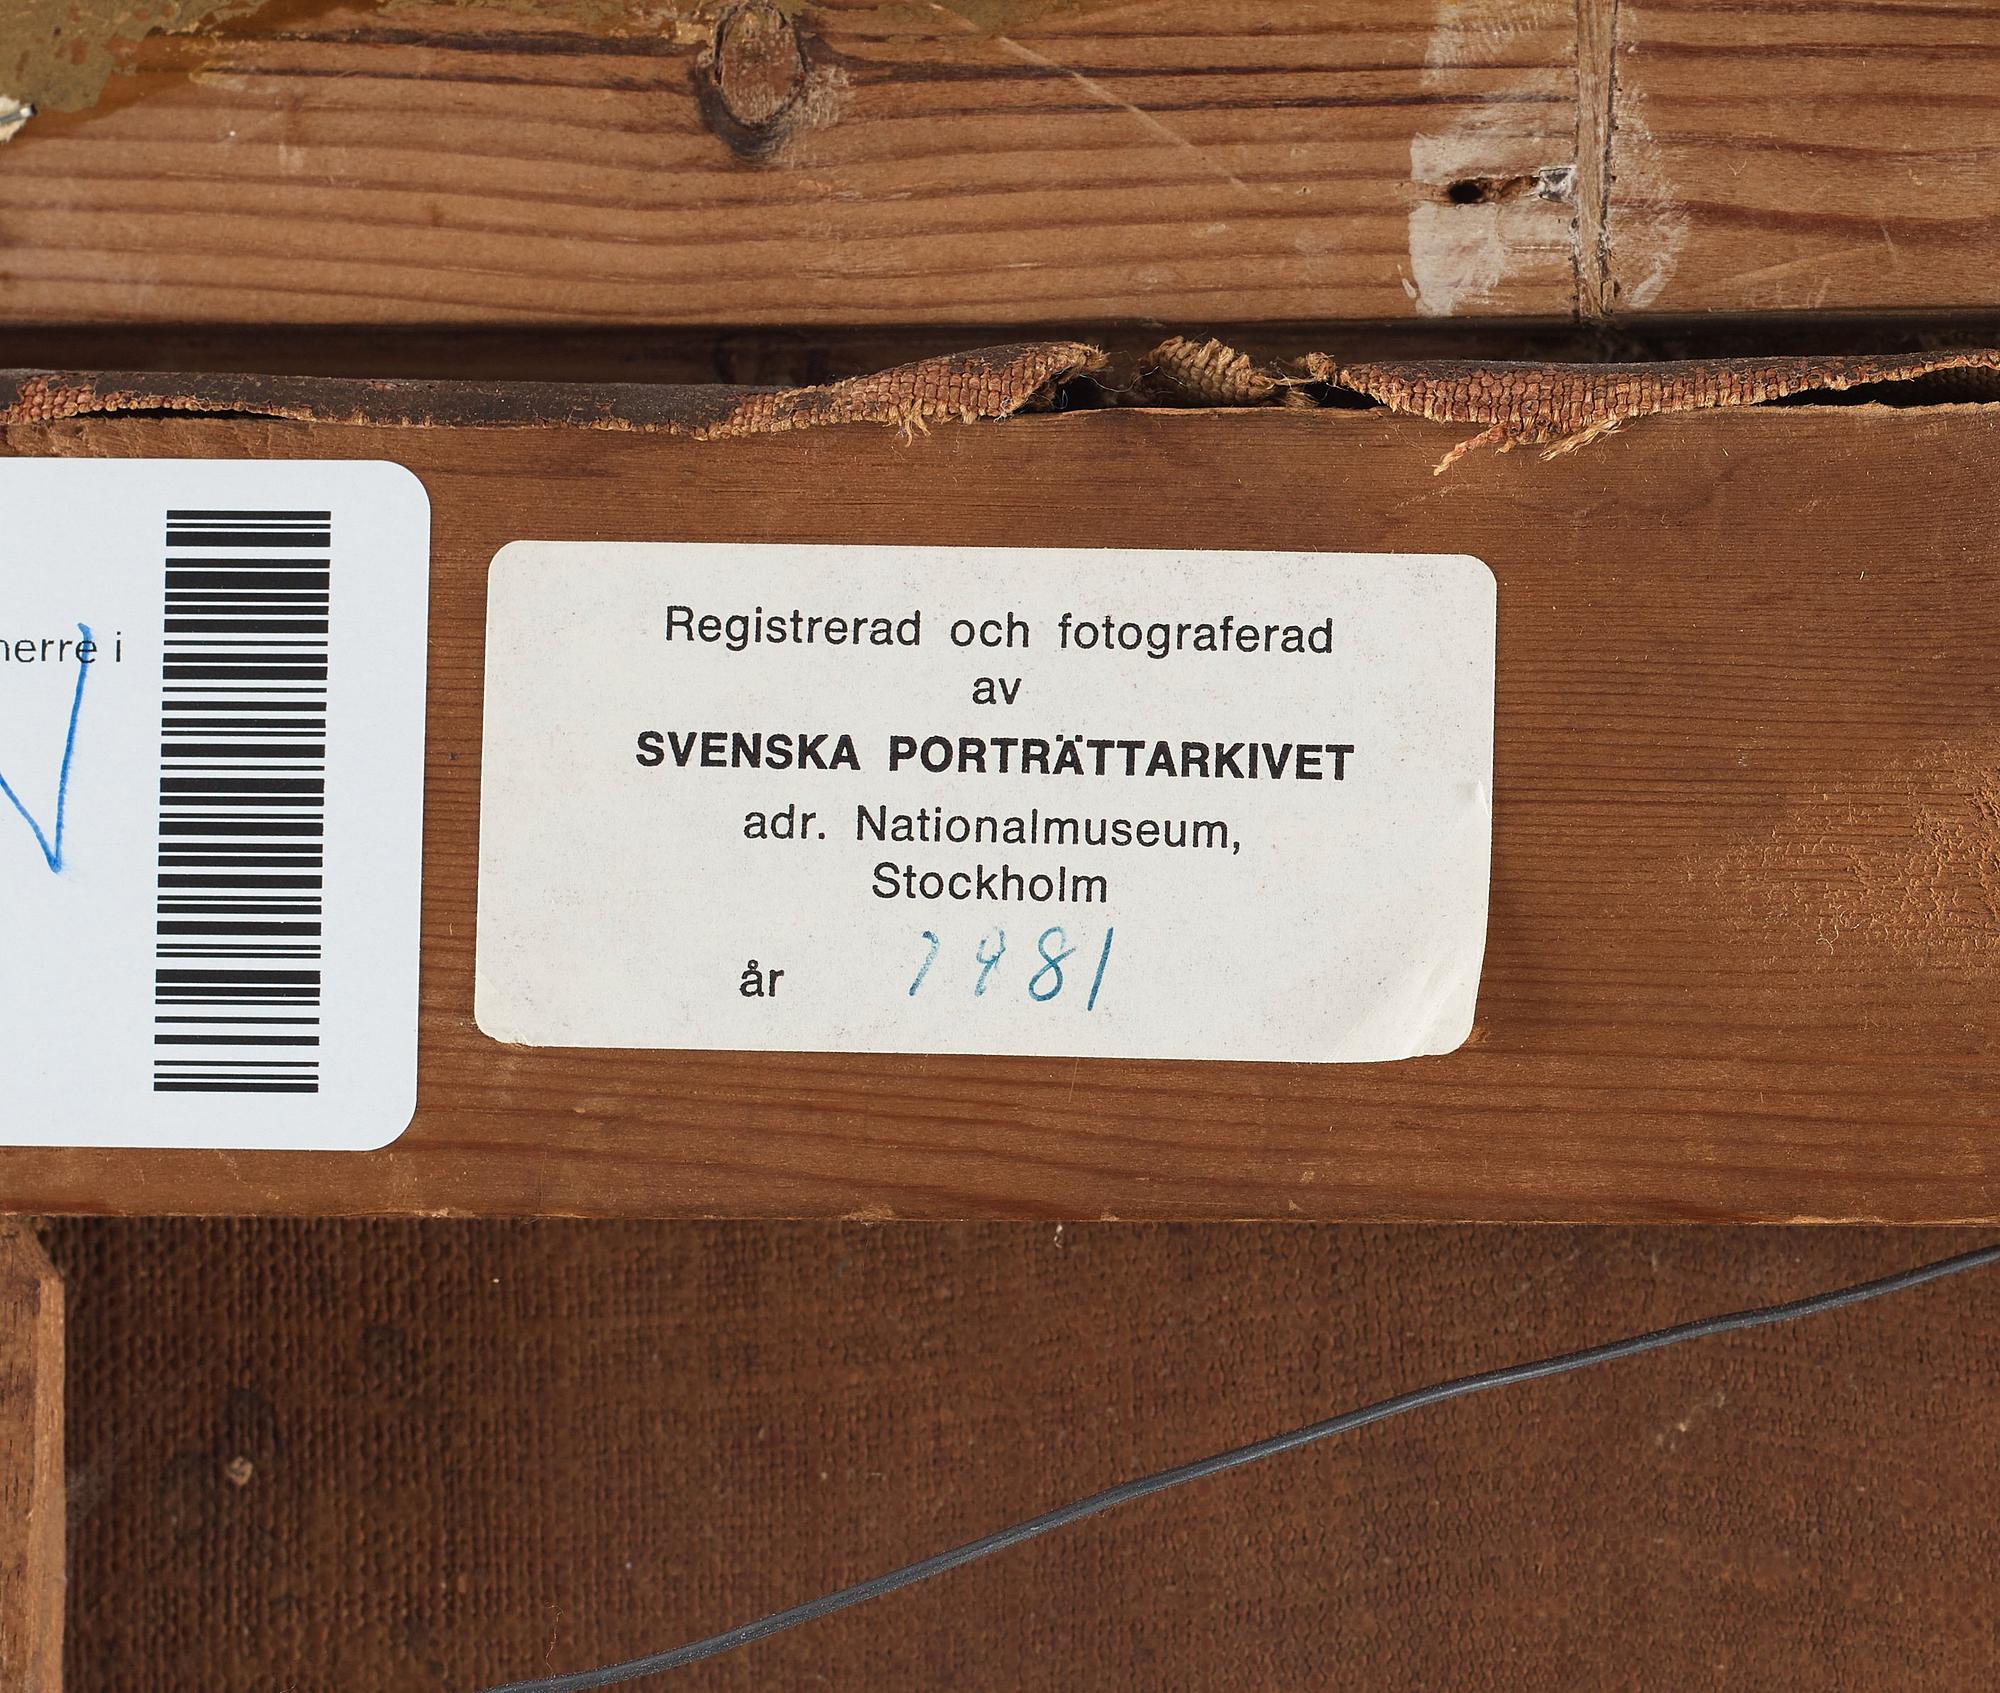 herre i
Registrerad och fotograferad
av
SVENSKA PORTRÄTTARKIVET
adr. Nationalmuseum,
Stockholm
år 1981